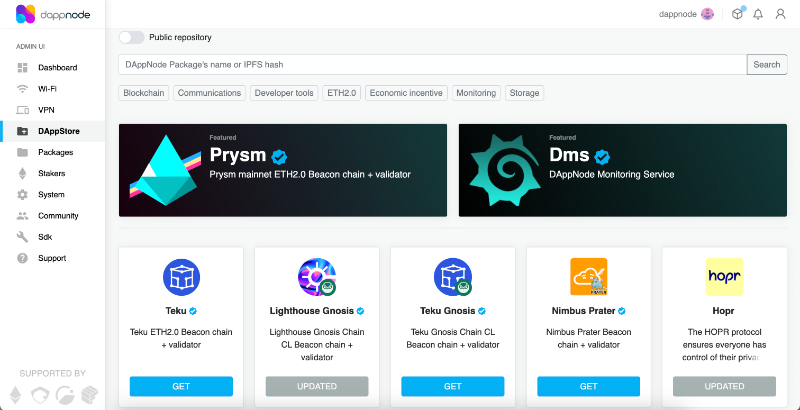 dappnode
dappnode
ADMIN UI
Dashboard
Wi-Fi
VPN
DAppStore
Packages
Stakers
System
Community
Sdk
Support
SUPPORTED BY
Public repository
DAppNode Package's name or IPFS hash
Search
Blockchain
Communications
Developer tools
ETH2.0
Economic incentive
Monitoring
Storage
Featured
Prysm
Prysm mainnet ETH2.0 Beacon chain + validator
Featured
Dms
DAppNode Monitoring Service
Teku
Teku ETH2.0 Beacon chain
+ validator
GET
Lighthouse Gnosis
Lighthouse Gnosis Chain
CL Beacon chain +
validator
UPDATED
Teku Gnosis
Teku Gnosis Chain CL
Beacon chain + validator
GET
PRATER
Nimbus Prater
Nimbus Prater Beacon
chain + validator
GET
hopr
Hopr
The HOPR protocol
ensures everyone has
control of their priva
UPDATED